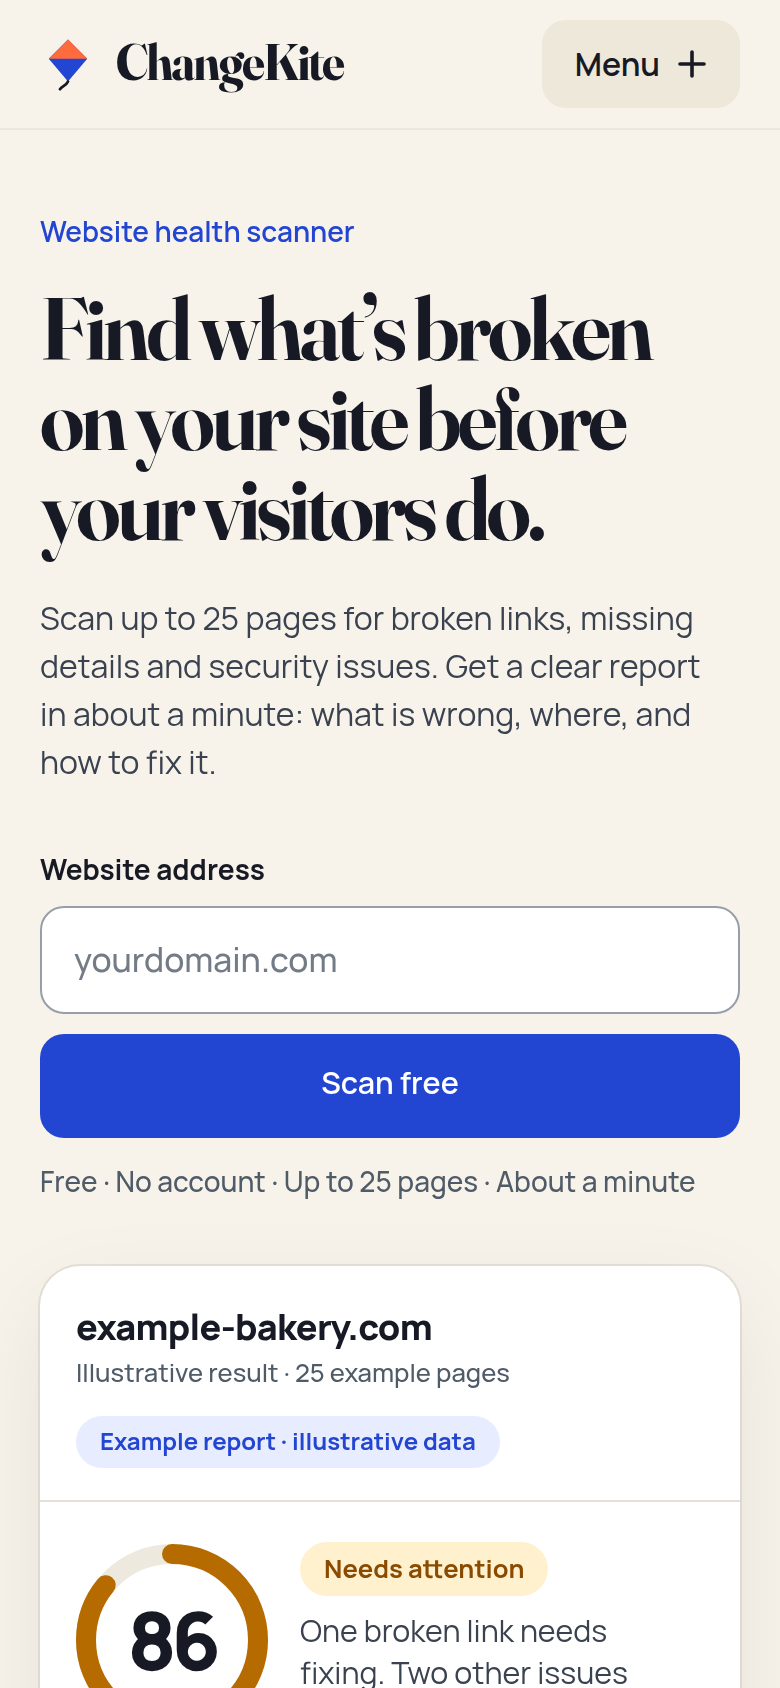 ChangeKite
Menu
Website health scanner
Find what’s broken
on your site before
your visitors do.
Scan up to 25 pages for broken links, missing
details and security issues. Get a clear report
in about a minute: what is wrong, where, and
how to fix it.
Website address
yourdomain.com
Scan free
Free · No account · Up to 25 pages · About a minute
example-bakery.com
Illustrative result · 25 example pages
Example report · illustrative data
86
Needs attention
One broken link needs
fixing. Two other issues